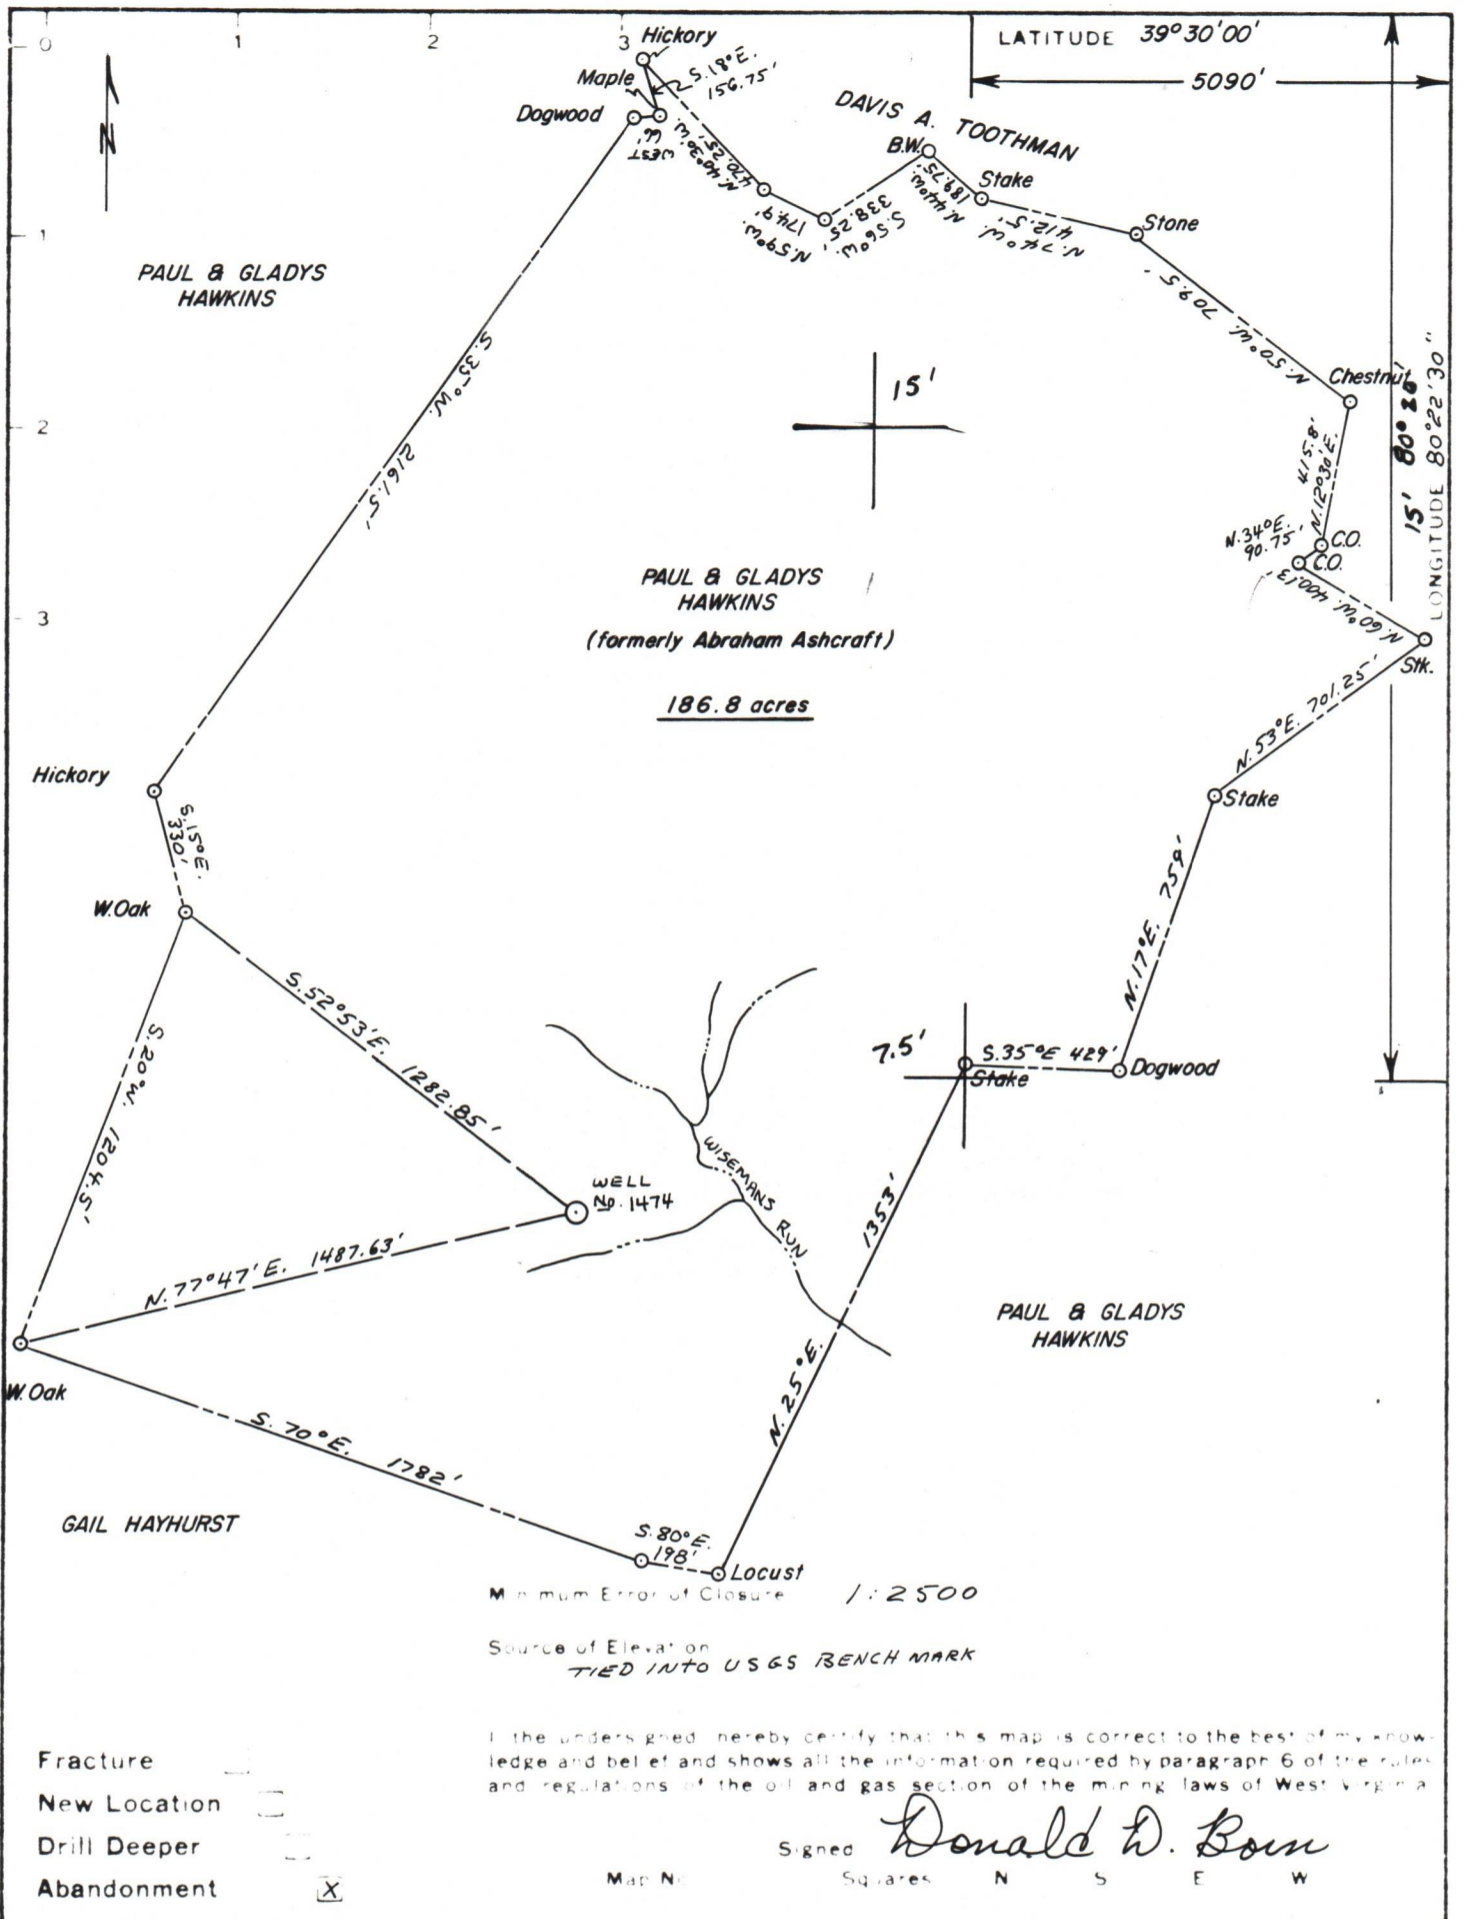 0 1 2 3
LATITUDE 39°30'00"
5090'
N
Hickory
Maple
S.18°E.
156.75'
Dogwood
WEST
66'
N.40°30'W.
470.25'
DAVIS A. TOOTHMAN
B.W.
N.44°W.
189.75'
Stake
N.59°W.
174.9'
S.56°W.
338.25'
N.74°W.
412.5'
Stone
1
PAUL & GLADYS
HAWKINS
N.50°W. 709.5'
S.35°W.
2161.5'
15'
Chestnut
2
415.8'
N.12°30'E.
15' 80°20'
LONGITUDE 80°22'30"
N.34°E.
90.75'
C.O.
C.O.
N.60°W. 400.13'
3
PAUL & GLADYS
HAWKINS
(formerly Abraham Ashcraft)
186.8 acres
Stk.
N.53°E. 701.25'
Hickory
Stake
S.15°E.
330'
N.17°E. 759'
W.Oak
S.52°53'E. 1282.85'
S.20°W. 1204.5'
7.5'
S.35°E 429'
Stake
Dogwood
WISEMANS RUN
WELL
No. 1474
N.77°47'E. 1487.63'
N.25°E. 1353'
PAUL & GLADYS
HAWKINS
W.Oak
S.70°E. 1782'
GAIL HAYHURST
S.80°E.
198'
Locust
Minimum Error of Closure 1:2500
Source of Elevation
TIED INTO USGS BENCH MARK
I the undersigned hereby certify that this map is correct to the best of my know-
ledge and belief and shows all the information required by paragraph 6 of the rules
and regulations of the oil and gas section of the mining laws of West Virginia
Fracture
New Location
Drill Deeper
Abandonment X
Signed Donald D. Born
Map No Squares N S E W